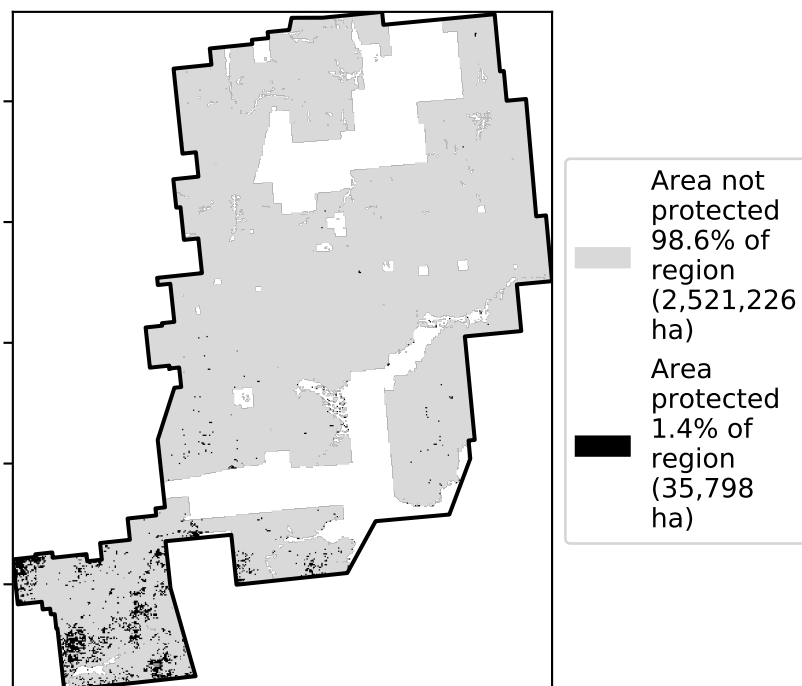 Area not
protected
98.6% of
region
(2,521,226
ha)
Area
protected
1.4% of
region
(35,798
ha)